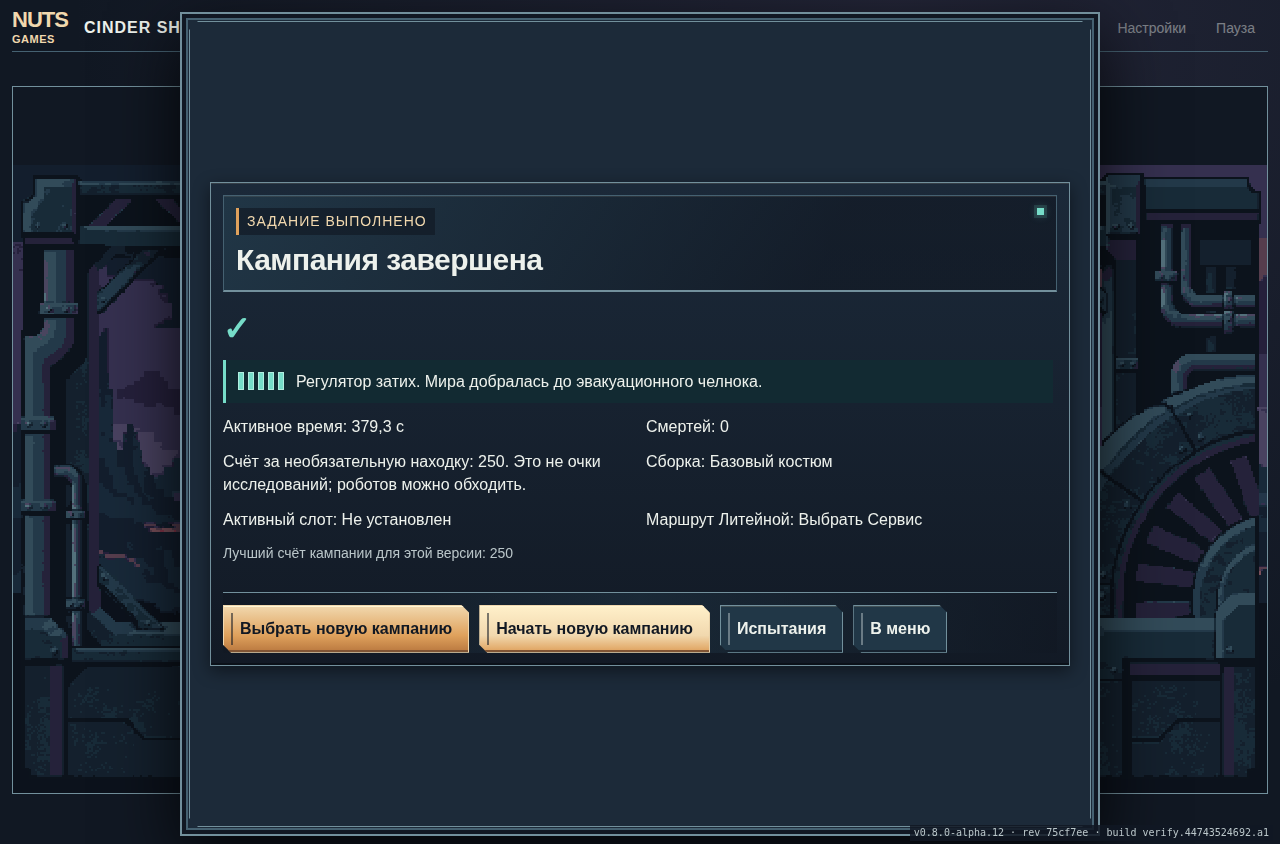 NUTS
GAMES
CINDER SH
Настройки
Пауза
ЗАДАНИЕ ВЫПОЛНЕНО
Кампания завершена
✓
Регулятор затих. Мира добралась до эвакуационного челнока.
Активное время: 379,3 с
Смертей: 0
Счёт за необязательную находку: 250. Это не очки
исследований; роботов можно обходить.
Сборка: Базовый костюм
Активный слот: Не установлен
Маршрут Литейной: Выбрать Сервис
Лучший счёт кампании для этой версии: 250
Выбрать новую кампанию
Начать новую кампанию
Испытания
В меню
v0.8.0-alpha.12 · rev 75cf7ee · build verify.44743524692.a1